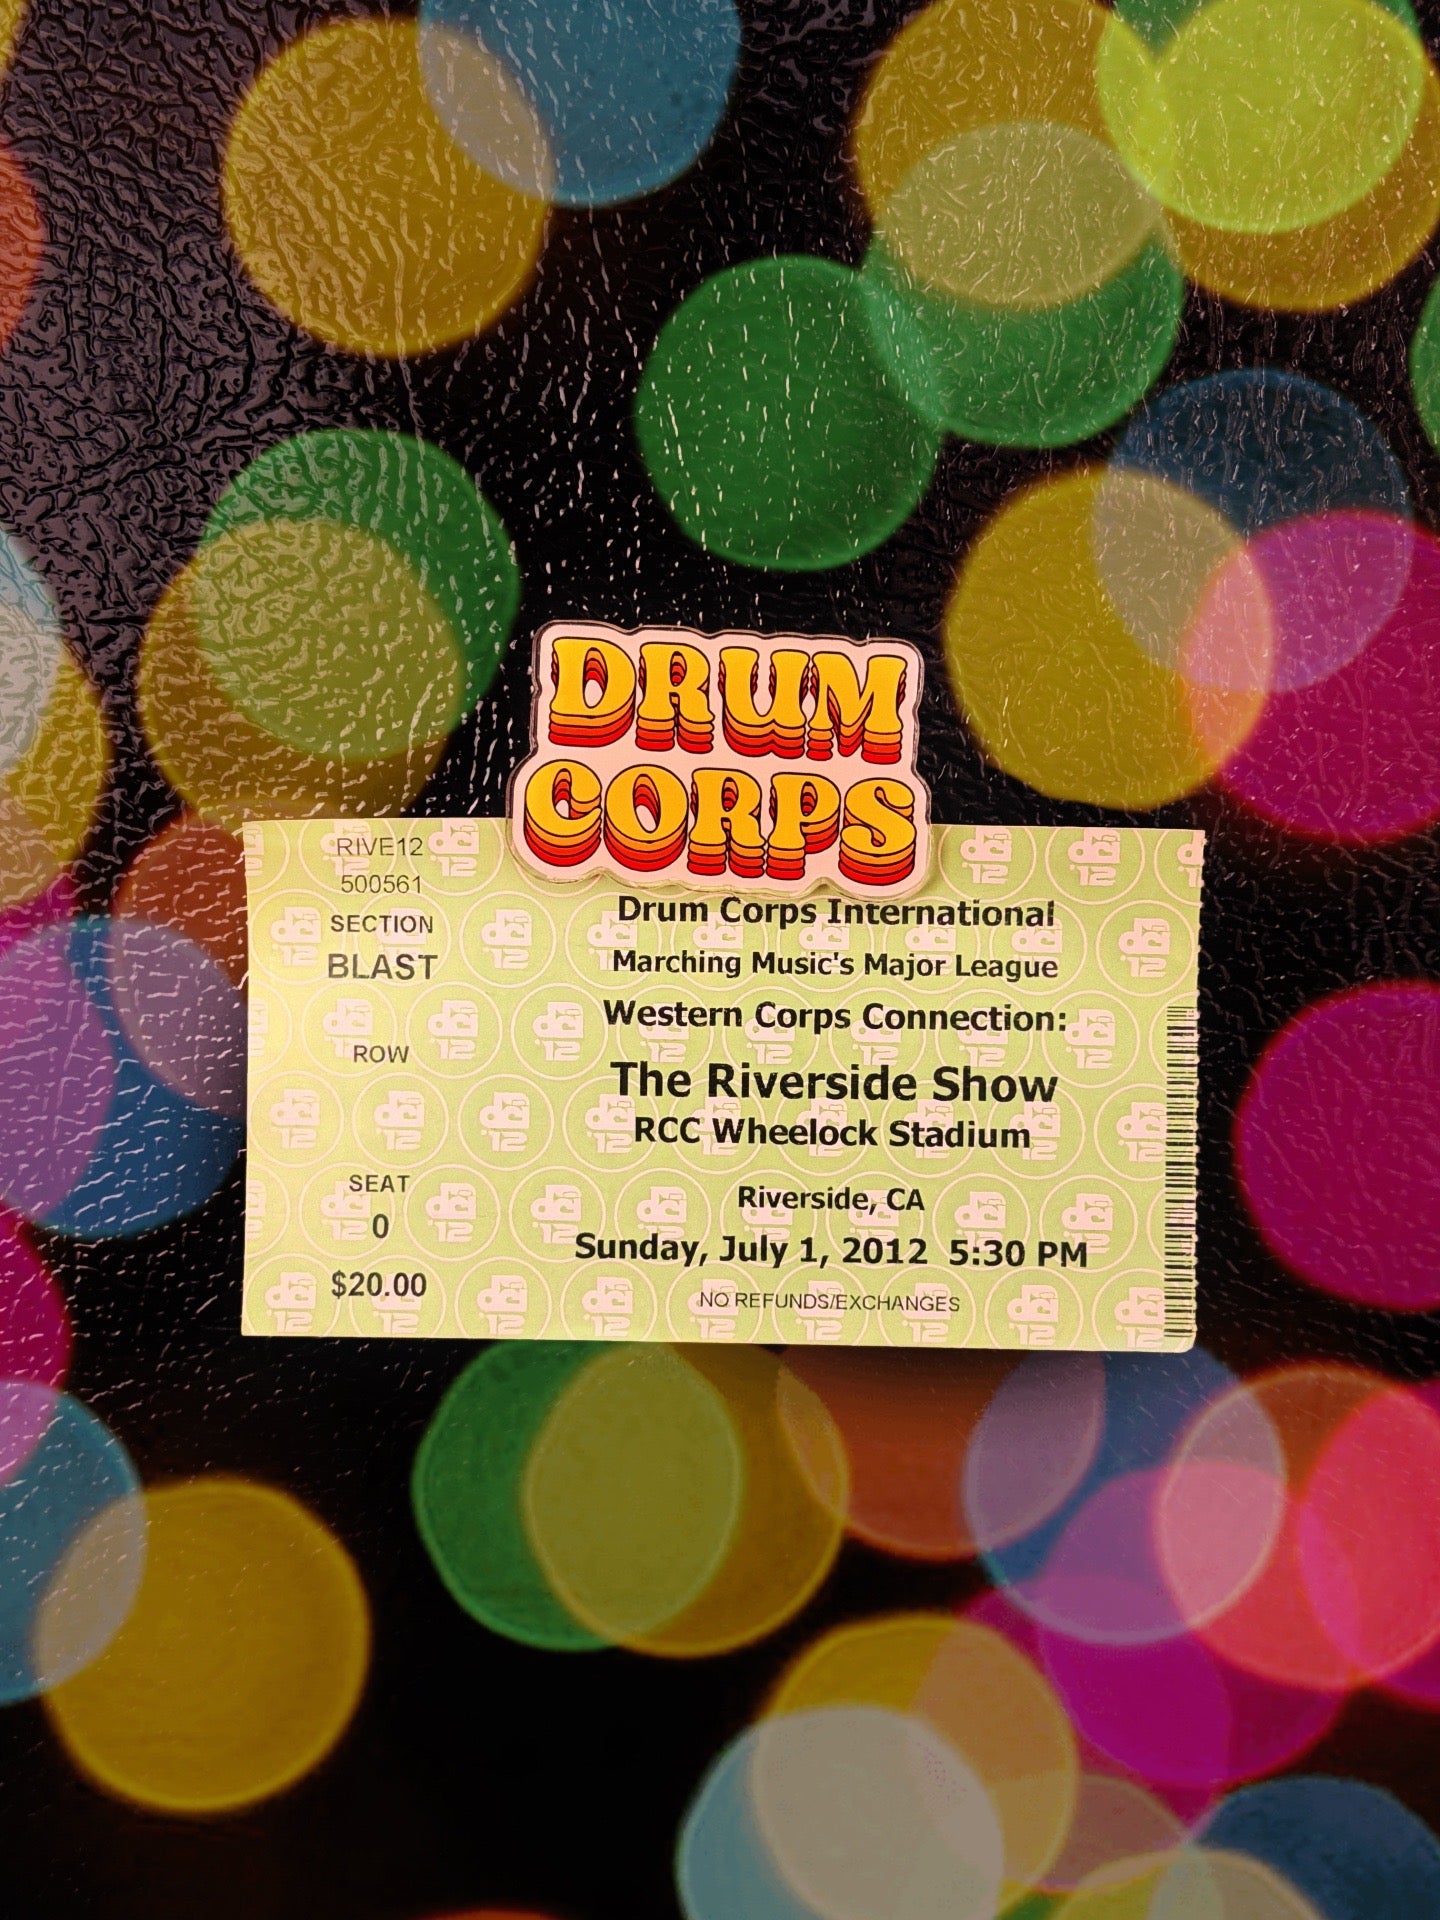 DRUM
CORPS
RIVE12
500561
SECTION
BLAST
ROW
SEAT
0
$20.00
Drum Corps International
Marching Music's Major League
Western Corps Connection:
The Riverside Show
RCC Wheelock Stadium
Riverside, CA
Sunday, July 1, 2012 5:30 PM
NO REFUNDS/EXCHANGES
dci
'12